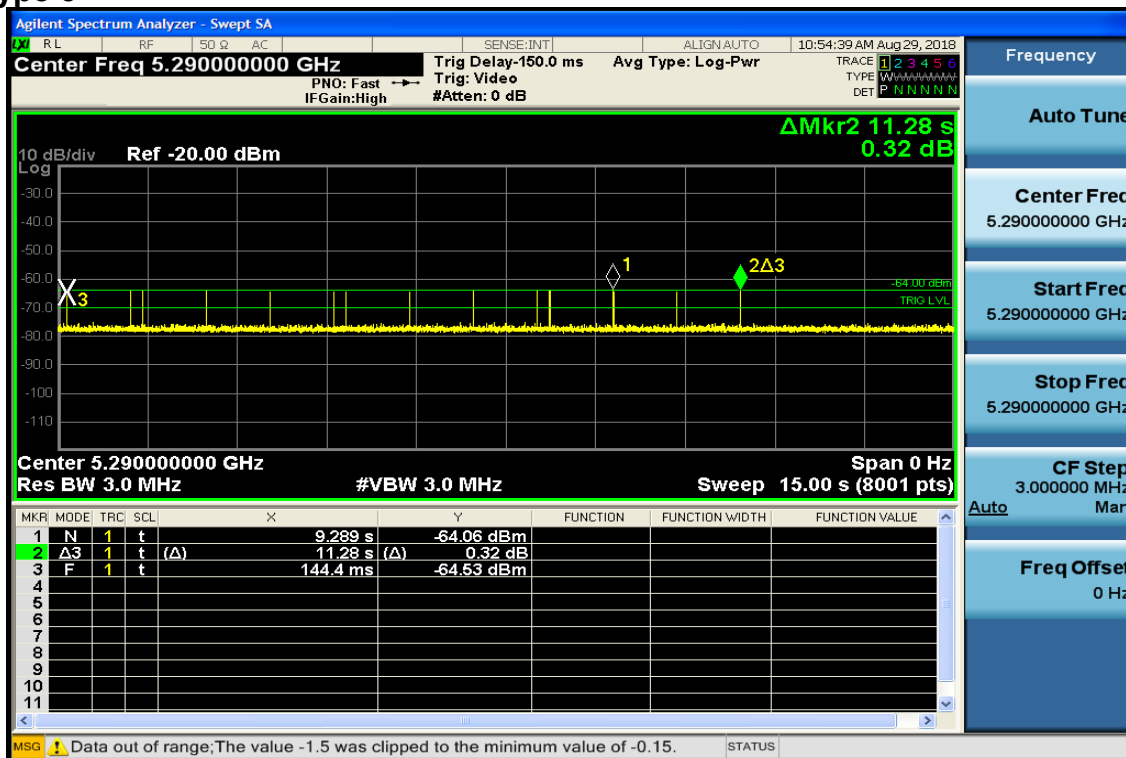 Agilent Spectrum Analyzer - Swept SA
LXI RL RF 50 Ω AC SENSE:INT ALIGN AUTO 10:54:39 AM Aug 29, 2018
Center Freq 5.290000000 GHz Trig Delay-150.0 ms Avg Type: Log-Pwr TRACE 1 2 3 4 5 6
PNO: Fast Trig: Video TYPE WWWWWW
IFGain:High #Atten: 0 dB DET P N N N N N
ΔMkr2 11.28 s
0.32 dB
10 dB/div Ref -20.00 dBm
Log
-30.0
-40.0
-50.0
-60.0
-70.0
-80.0
-90.0
-100
-110
1
2Δ3
3
-64.00 dBm
TRIG LVL
Center 5.290000000 GHz Span 0 Hz
Res BW 3.0 MHz #VBW 3.0 MHz Sweep 15.00 s (8001 pts)
MKR MODE TRC SCL X Y FUNCTION FUNCTION WIDTH FUNCTION VALUE
1 N 1 t 9.289 s -64.06 dBm
2 Δ3 1 t (Δ) 11.28 s (Δ) 0.32 dB
3 F 1 t 144.4 ms -64.53 dBm
4
5
6
7
8
9
10
11
MSG Data out of range;The value -1.5 was clipped to the minimum value of -0.15. STATUS
Frequency
Auto Tune
Center Freq
5.290000000 GHz
Start Freq
5.290000000 GHz
Stop Freq
5.290000000 GHz
CF Step
3.000000 MHz
Auto Man
Freq Offset
0 Hz